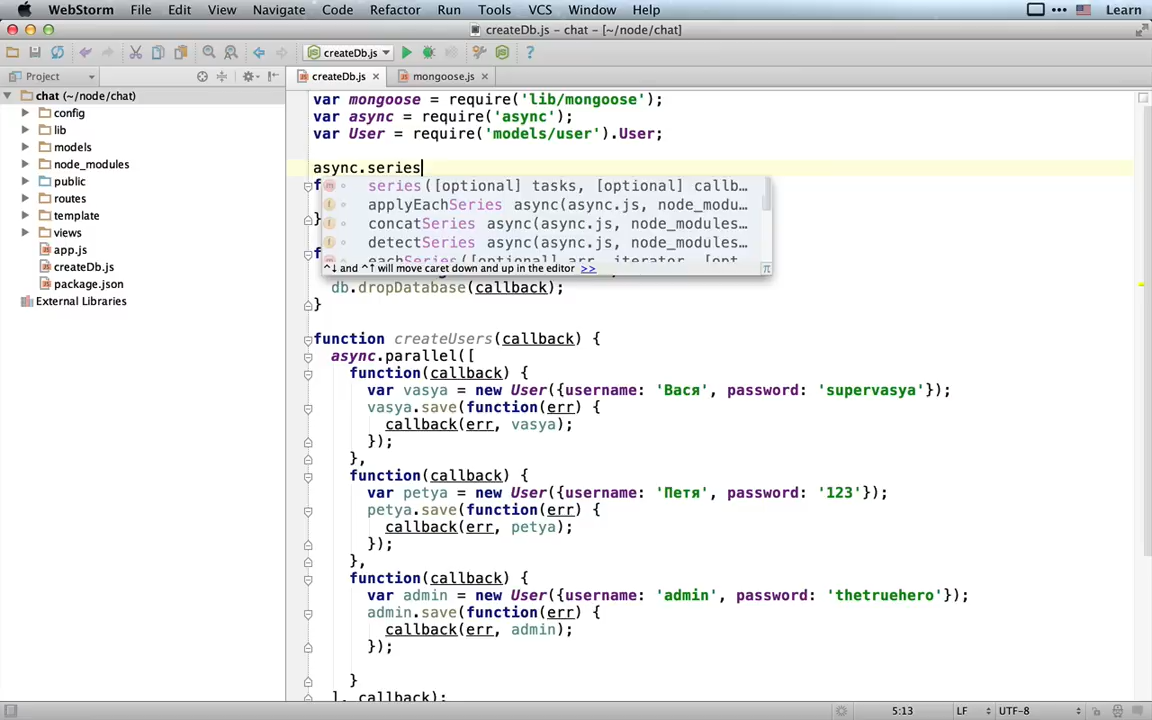 WebStorm File Edit View Navigate Code Refactor Run Tools VCS Window Help Learn
createDb.js – chat – [~/node/chat]
createDb.js
Project createDb.js mongoose.js
chat (~/node/chat)
config
lib
models
node_modules
public
routes
template
views
app.js
createDb.js
package.json
External Libraries
var mongoose = require('lib/mongoose');
var async = require('async');
var User = require('models/user').User;
async.series
series([optional] tasks, [optional] callb…
applyEachSeries async(async.js, node_modu…
concatSeries async(async.js, node_modules…
detectSeries async(async.js, node_modules…
^↓ and ^↑ will move caret down and up in the editor >>
π
f
}
f
db.dropDatabase(callback);
}
function createUsers(callback) {
async.parallel([
function(callback) {
var vasya = new User({username: 'Вася', password: 'supervasya'});
vasya.save(function(err) {
callback(err, vasya);
});
},
function(callback) {
var petya = new User({username: 'Петя', password: '123'});
petya.save(function(err) {
callback(err, petya);
});
},
function(callback) {
var admin = new User({username: 'admin', password: 'thetruehero'});
admin.save(function(err) {
callback(err, admin);
});
}
], callback);
5:13 LF UTF-8